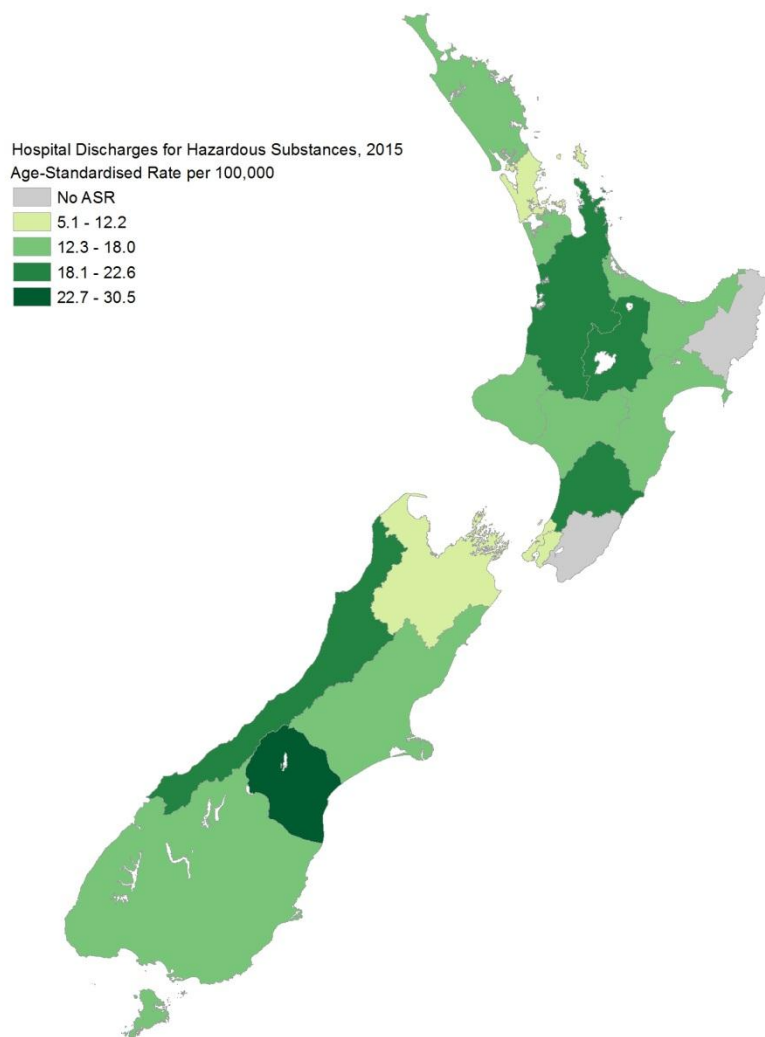 Hospital Discharges for Hazardous Substances, 2015
Age-Standardised Rate per 100,000
No ASR
5.1 - 12.2
12.3 - 18.0
18.1 - 22.6
22.7 - 30.5